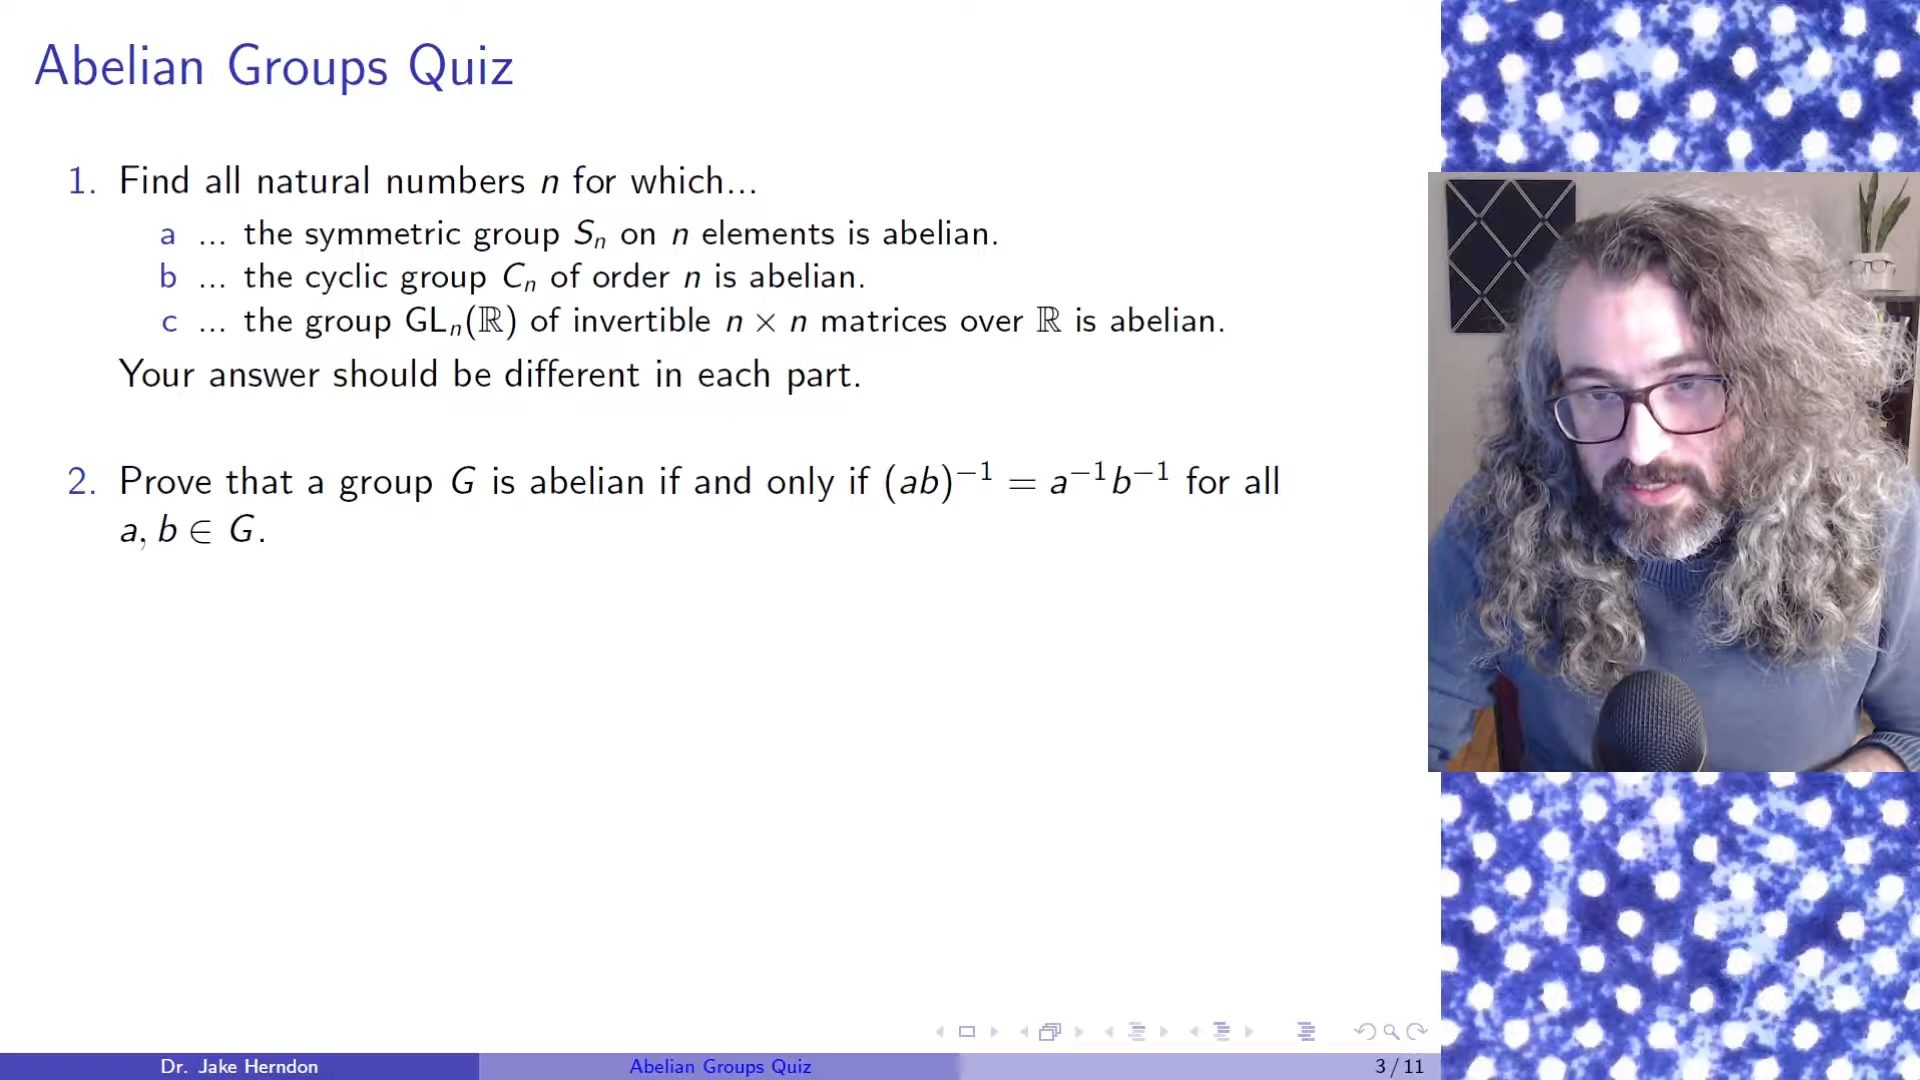 Abelian Groups Quiz
1. Find all natural numbers n for which...
a ... the symmetric group Sₙ on n elements is abelian.
b ... the cyclic group Cₙ of order n is abelian.
c ... the group GLₙ(ℝ) of invertible n × n matrices over ℝ is abelian.
Your answer should be different in each part.
2. Prove that a group G is abelian if and only if (ab)⁻¹ = a⁻¹b⁻¹ for all
a, b ∈ G.
Dr. Jake Herndon Abelian Groups Quiz 3 / 11